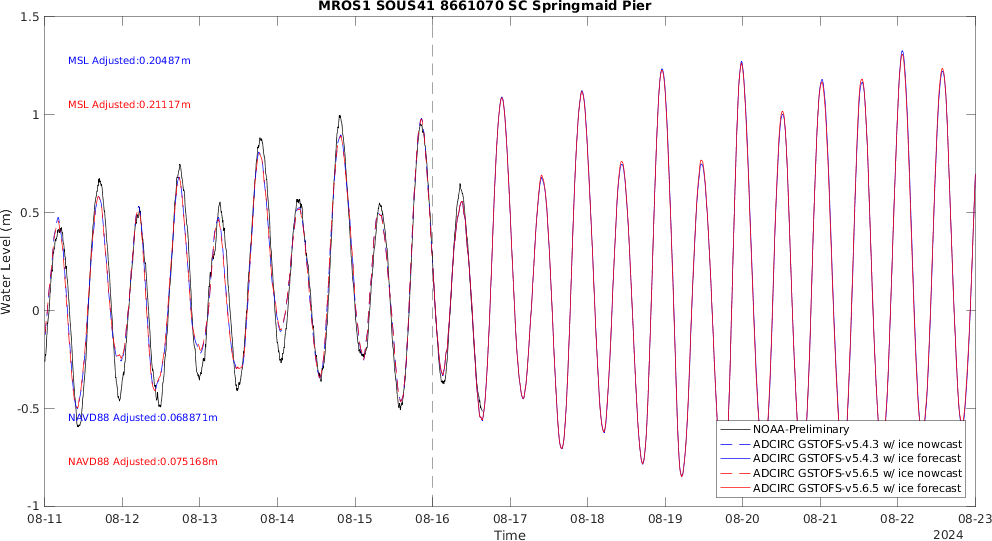 MROS1 SOUS41 8661070 SC Springmaid Pier
1.5
MSL Adjusted:0.20487m
MSL Adjusted:0.21117m
1
0.5
Water Level (m)
0
-0.5
NAVD88 Adjusted:0.068871m
NAVD88 Adjusted:0.075168m
NOAA-Preliminary
ADCIRC GSTOFS-v5.4.3 w/ ice nowcast
ADCIRC GSTOFS-v5.4.3 w/ ice forecast
ADCIRC GSTOFS-v5.6.5 w/ ice nowcast
ADCIRC GSTOFS-v5.6.5 w/ ice forecast
-1
08-11 08-12 08-13 08-14 08-15 08-16 08-17 08-18 08-19 08-20 08-21 08-22 08-23
Time
2024